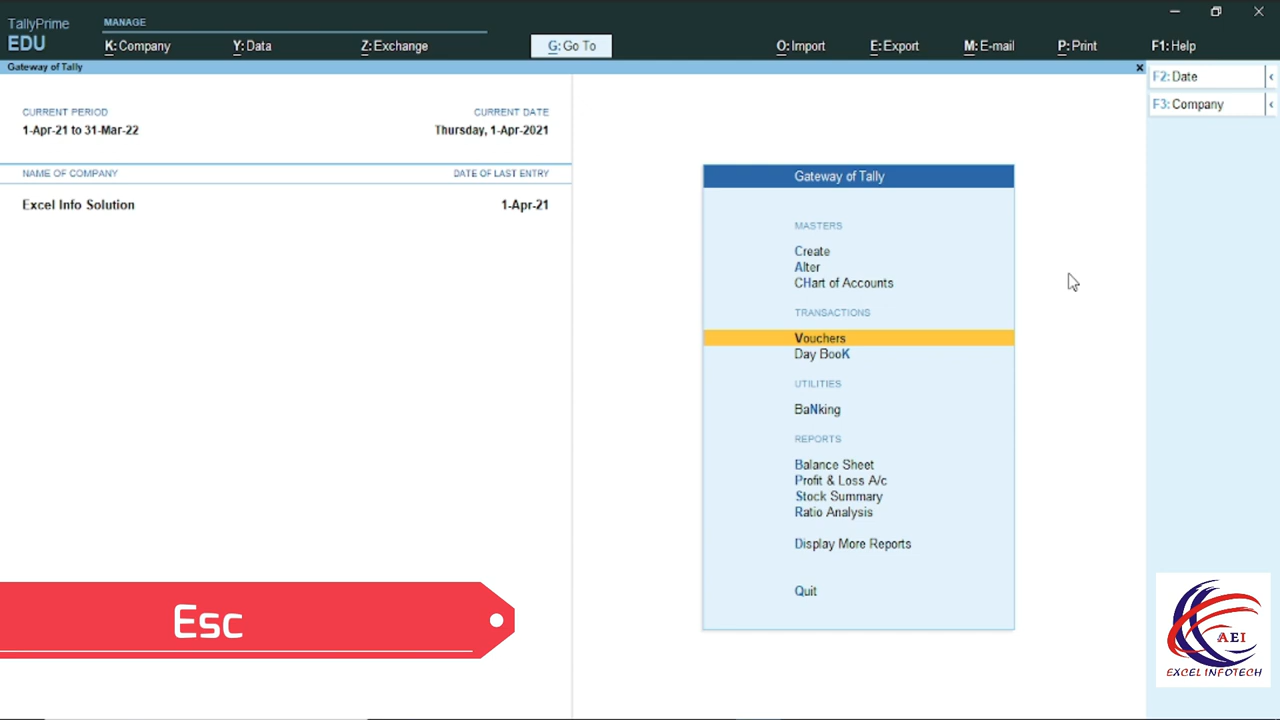 TallyPrime
EDU
MANAGE
K:Company
Y:Data
Z:Exchange
G:Go To
O:Import
E:Export
M:E-mail
P:Print
F1:Help
Gateway of Tally
x
F2:Date
F3:Company
CURRENT PERIOD
CURRENT DATE
1-Apr-21 to 31-Mar-22
Thursday, 1-Apr-2021
NAME OF COMPANY
DATE OF LAST ENTRY
Excel Info Solution
1-Apr-21
Gateway of Tally
MASTERS
Create
Alter
CHart of Accounts
TRANSACTIONS
Vouchers
Day BooK
UTILITIES
BaNking
REPORTS
Balance Sheet
Profit & Loss A/c
Stock Summary
Ratio Analysis
Display More Reports
Quit
Esc
AEI
EXCEL INFOTECH